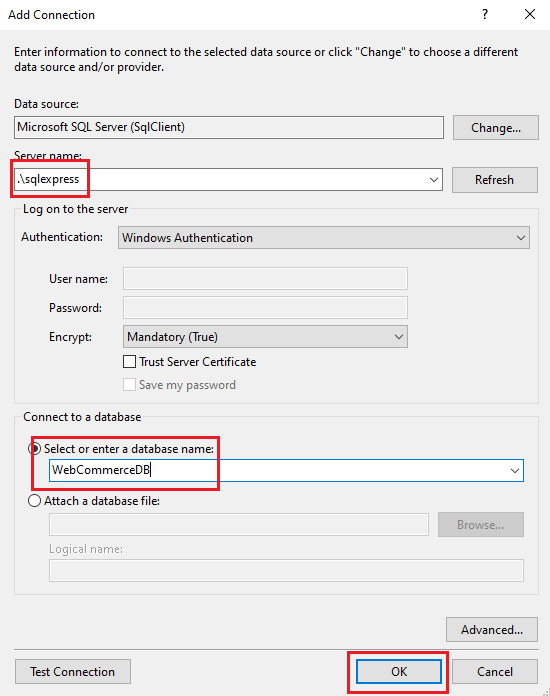 Add Connection
?
Enter information to connect to the selected data source or click "Change" to choose a different
data source and/or provider.
Data source:
Microsoft SQL Server (SqlClient)
Change...
Server name:
.\sqlexpress
Refresh
Log on to the server
Authentication:
Windows Authentication
User name:
Password:
Encrypt:
Mandatory (True)
Trust Server Certificate
Save my password
Connect to a database
Select or enter a database name:
WebCommerceDB
Attach a database file:
Browse...
Logical name:
Advanced...
Test Connection
OK
Cancel